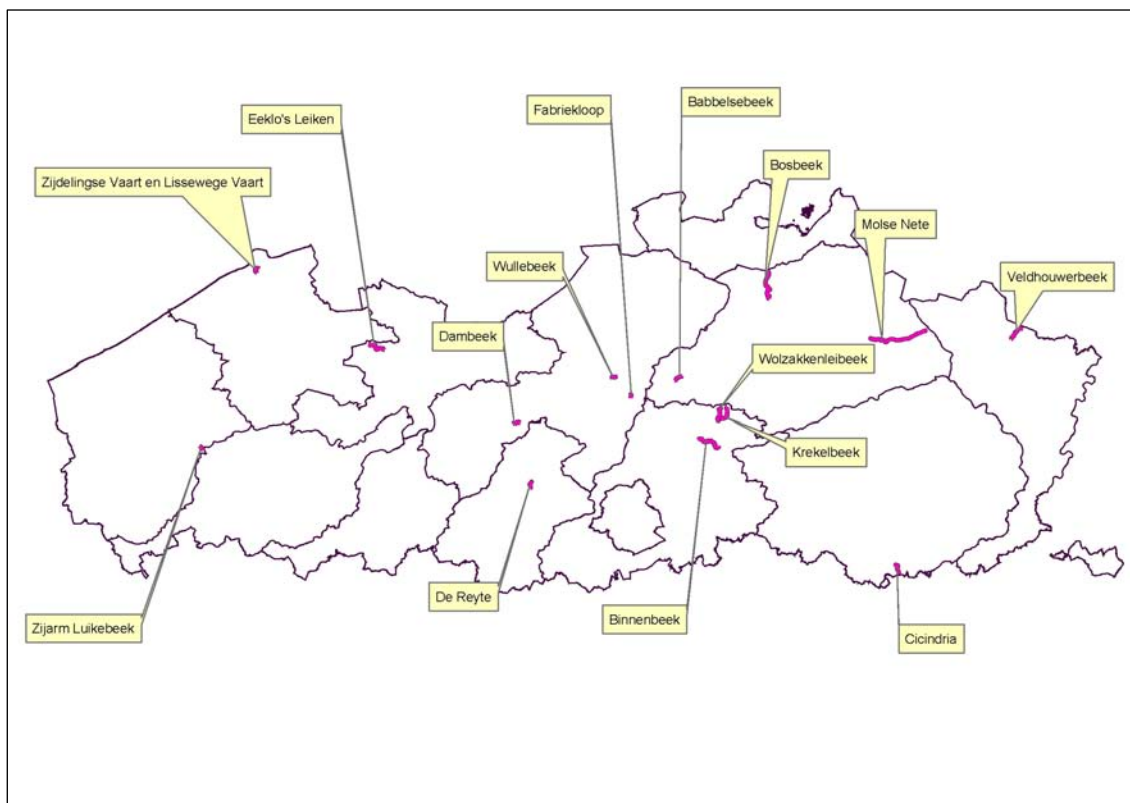 Fabriekloop
Babbelsebeek
Eeklo's Leiken
Bosbeek
Zijdelingse Vaart en Lissewege Vaart
Molse Nete
Wullebeek
Veldhouwerbeek
Dambeek
Wolzakkenleibeek
Krekelbeek
De Reyte
Binnenbeek
Zijarm Luikebeek
Cicindria